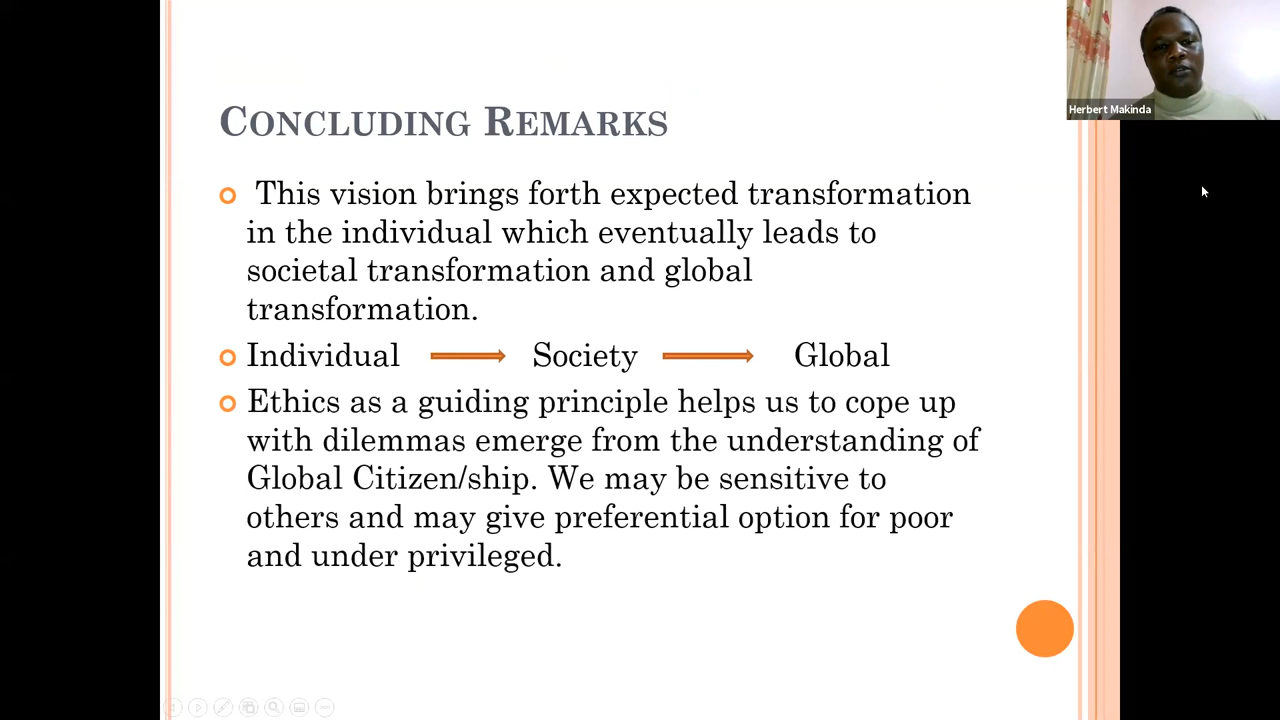 Herbert Makinda
CONCLUDING REMARKS
This vision brings forth expected transformation
in the individual which eventually leads to
societal transformation and global
transformation.
Individual Society Global
Ethics as a guiding principle helps us to cope up
with dilemmas emerge from the understanding of
Global Citizen/ship. We may be sensitive to
others and may give preferential option for poor
and under privileged.